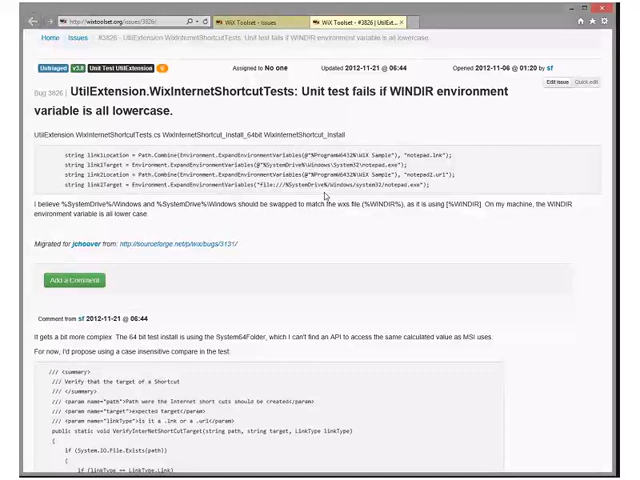 http://wixtoolset.org/issues/3826/
WiX Toolset - Issues
WiX Toolset - #3826 | UtilExt...
Home Issues #3826 - UtilExtension WixInternetShortcutTests: Unit test fails if WINDIR environment variable is all lowercase.
Untriaged v3.8 Unit Test UtilExtension
Assigned to No one
Updated 2012-11-21 @ 06:44
Opened 2012-11-06 @ 01:20 by sf
Edit issue Quick edit
Bug 3826 | UtilExtension.WixInternetShortcutTests: Unit test fails if WINDIR environment
variable is all lowercase.
UtilExtension WixInternetShortcutTests.cs WixInternetShortcut_Install_64bit WixInternetShortcut_Install
string link1Location = Path.Combine(Environment.ExpandEnvironmentVariables(@"%ProgramW6432%\WiX Sample"), "notepad.lnk");
string link1Target = Environment.ExpandEnvironmentVariables(@"%SystemDrive%\Windows\System32\notepad.exe");
string link2Location = Path.Combine(Environment.ExpandEnvironmentVariables(@"%ProgramW6432%\WiX Sample"), "notepad2.url");
string link2Target = Environment.ExpandEnvironmentVariables("file:///%SystemDrive%/Windows/system32/notepad.exe");
I believe %SystemDrive%/Windows and %SystemDrive%\Windows should be swapped to match the wxs file (%WINDIR%), as it is using [%WINDIR]. On my machine, the WINDIR
environment variable is all lower case.
Migrated for jchoover from: http://sourceforge.net/p/wix/bugs/3131/
Add a Comment
Comment from sf 2012-11-21 @ 06:44
It gets a bit more complex. The 64 bit test install is using the System64Folder, which I can't find an API to access the same calculated value as MSI uses.
For now, I'd propose using a case insensitive compare in the test:
/// <summary>
/// Verify that the target of a Shortcut
/// </summary>
/// <param name="path">Path were the Internet short cuts should be created</param>
/// <param name="target">expected target</param>
/// <param name="linkType">Is it a .lnk or a .url</param>
public static void VerifyInterNetShortCutTarget(string path, string target, LinkType linkType)
{
if (System.IO.File.Exists(path))
{
if (linkType == LinkType.Link)